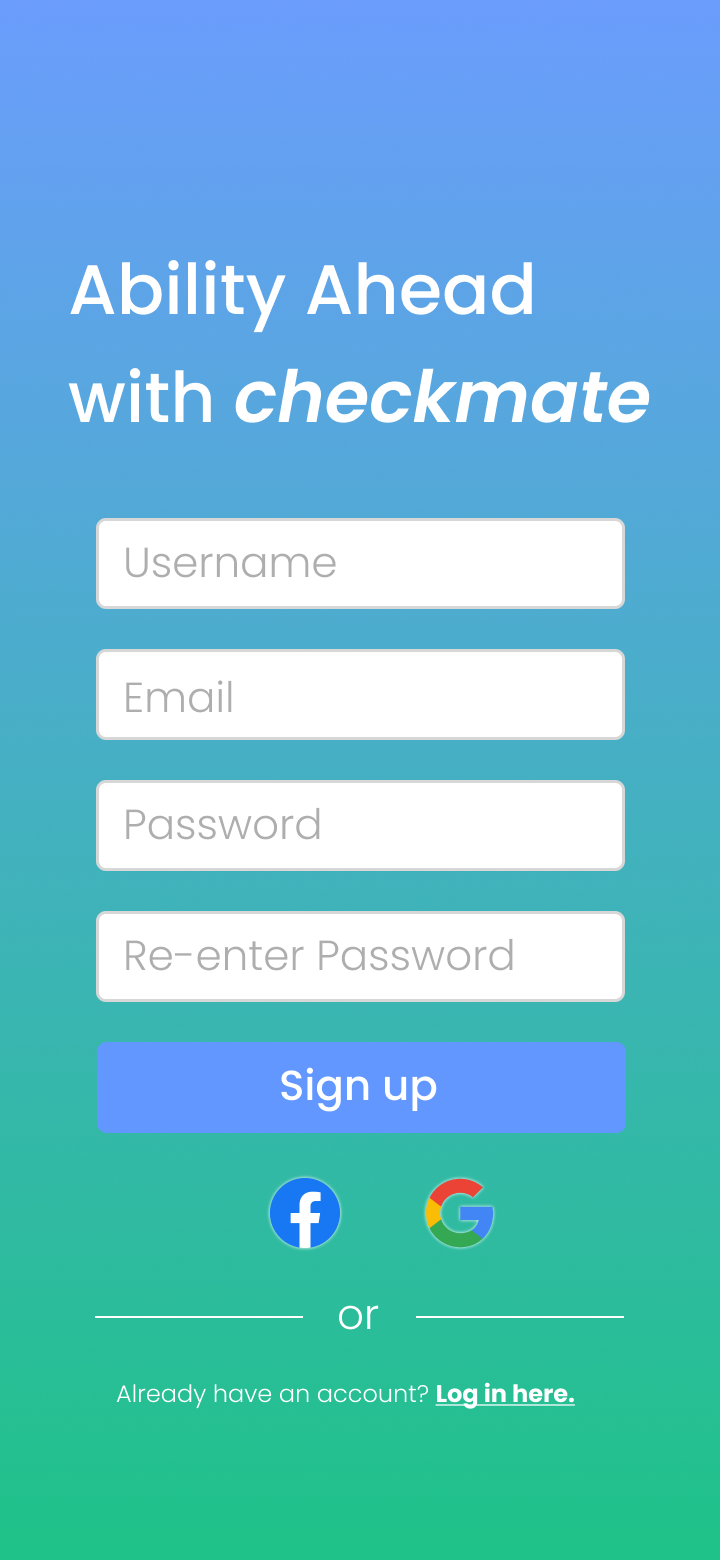 Ability Ahead
with checkmate
Username
Email
Password
Re-enter Password
Sign up
or
Already have an account? Log in here.